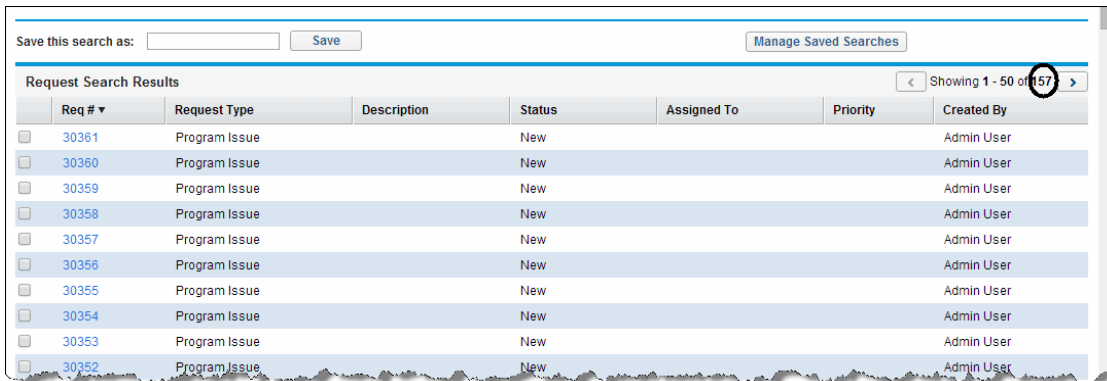 Save this search as: Save Manage Saved Searches
Request Search Results Showing 1 - 50 of 157
Req # Request Type Description Status Assigned To Priority Created By
30361 Program Issue New Admin User
30360 Program Issue New Admin User
30359 Program Issue New Admin User
30358 Program Issue New Admin User
30357 Program Issue New Admin User
30356 Program Issue New Admin User
30355 Program Issue New Admin User
30354 Program Issue New Admin User
30353 Program Issue New Admin User
30352 Program Issue New Admin User